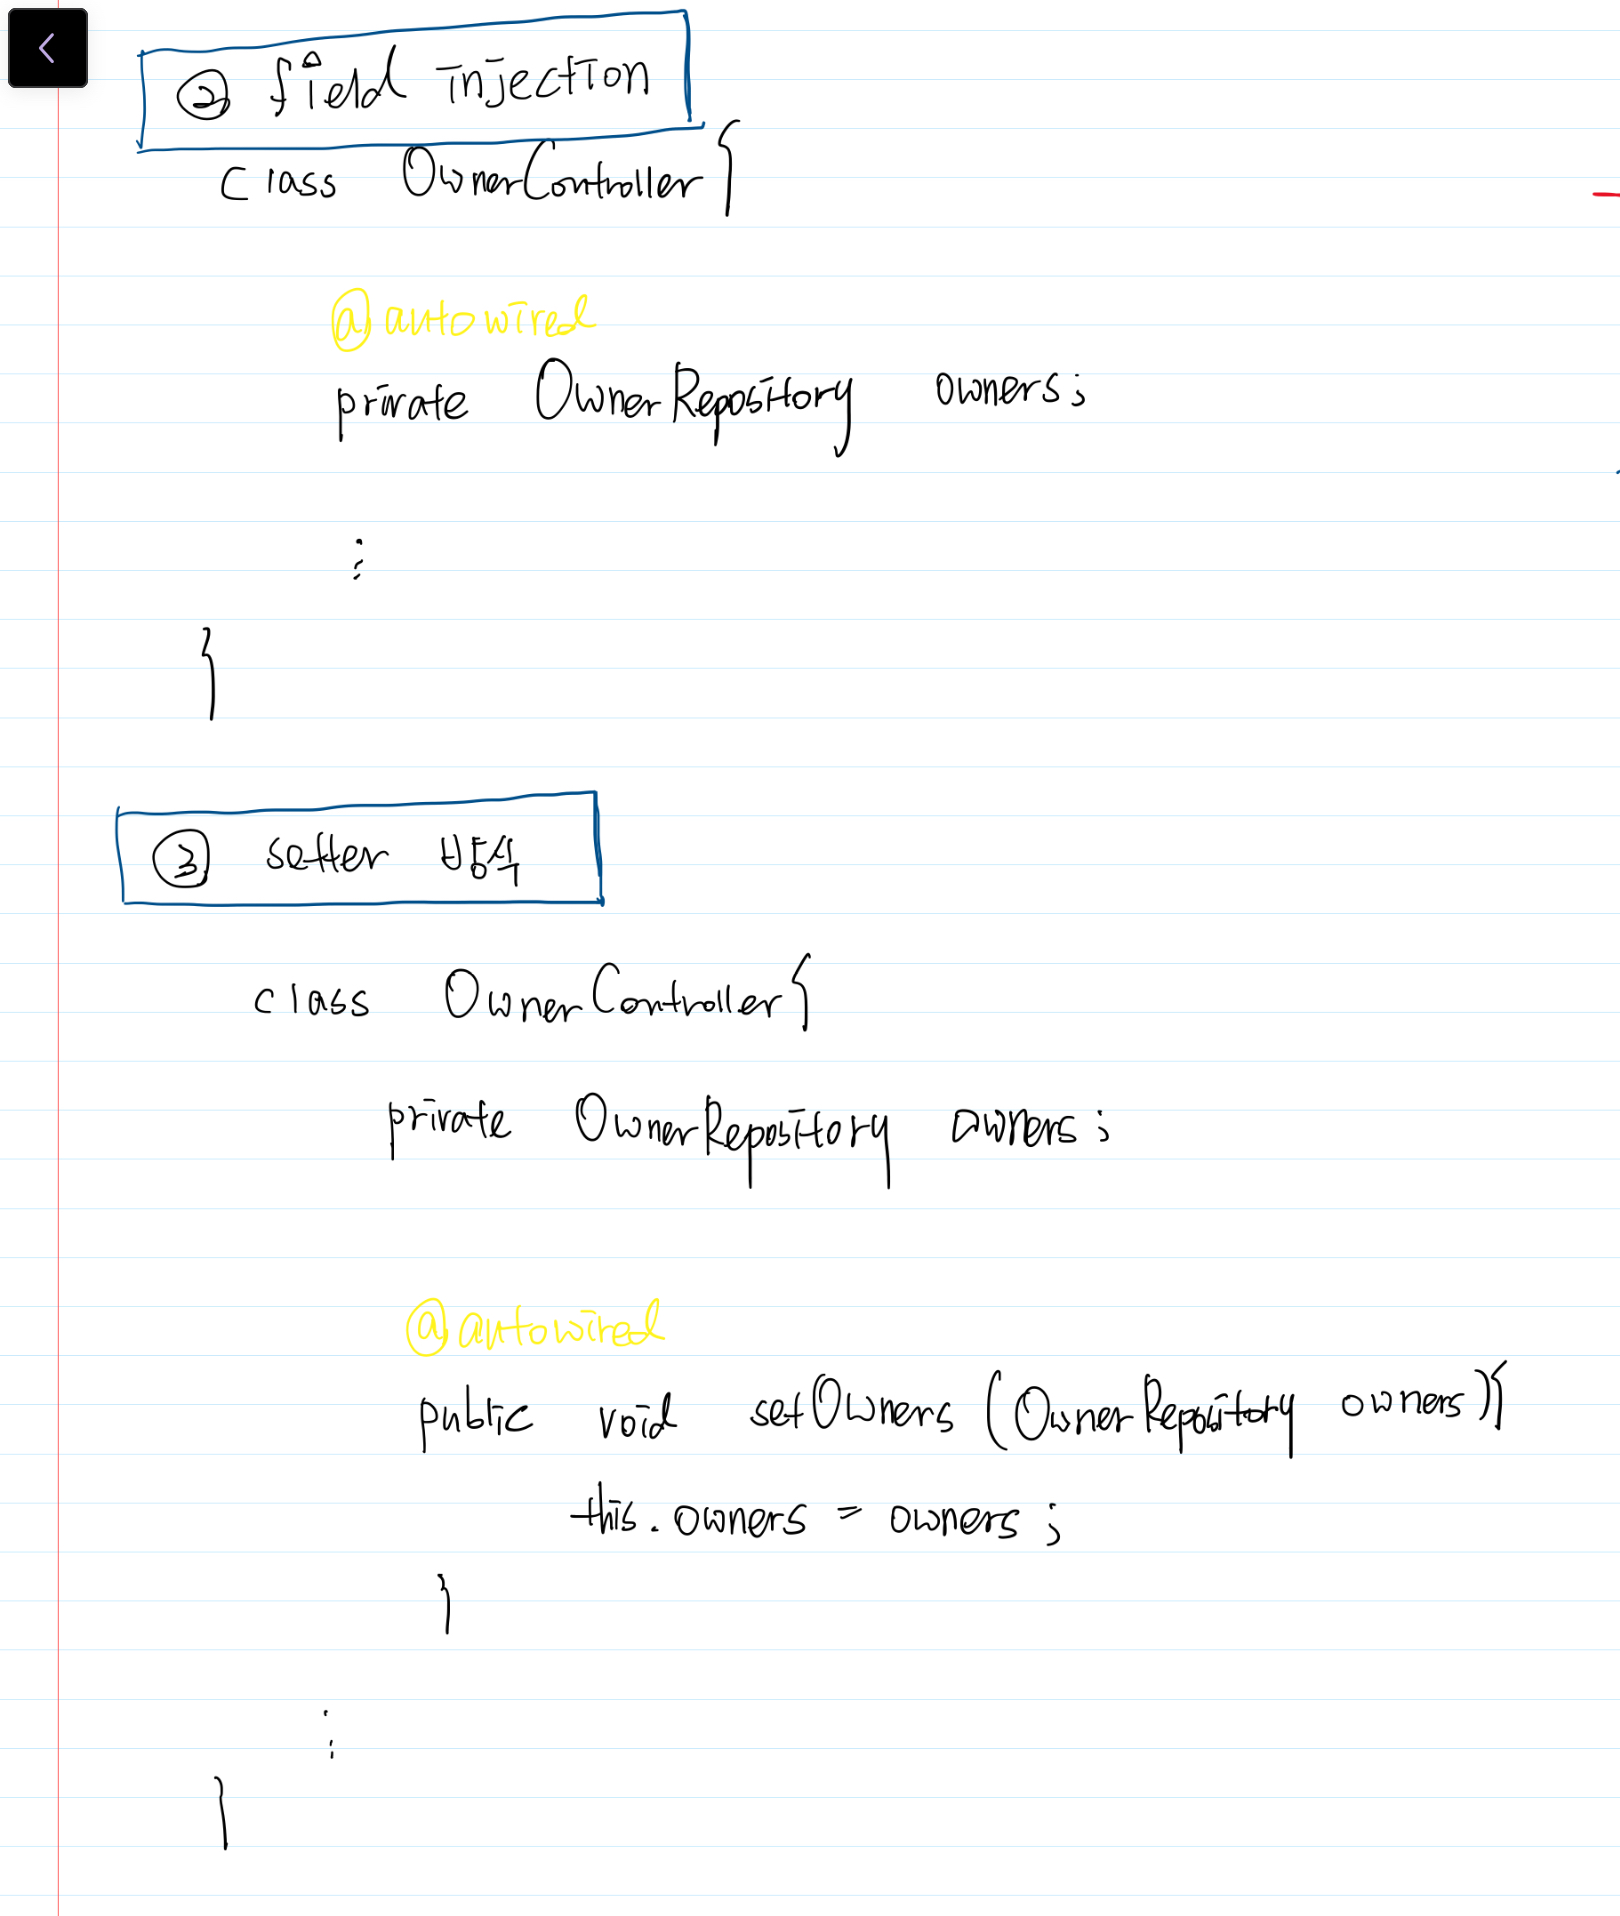 ② field injection
class OwnerController{
@autowired
private OwnerRepository owners;
⋮
}
③ setter 방식
class OwnerController{
private OwnerRepository owners;
@autowired
public void setOwners (OwnerRepository owners){
this.owners = owners;
}
⋮
}